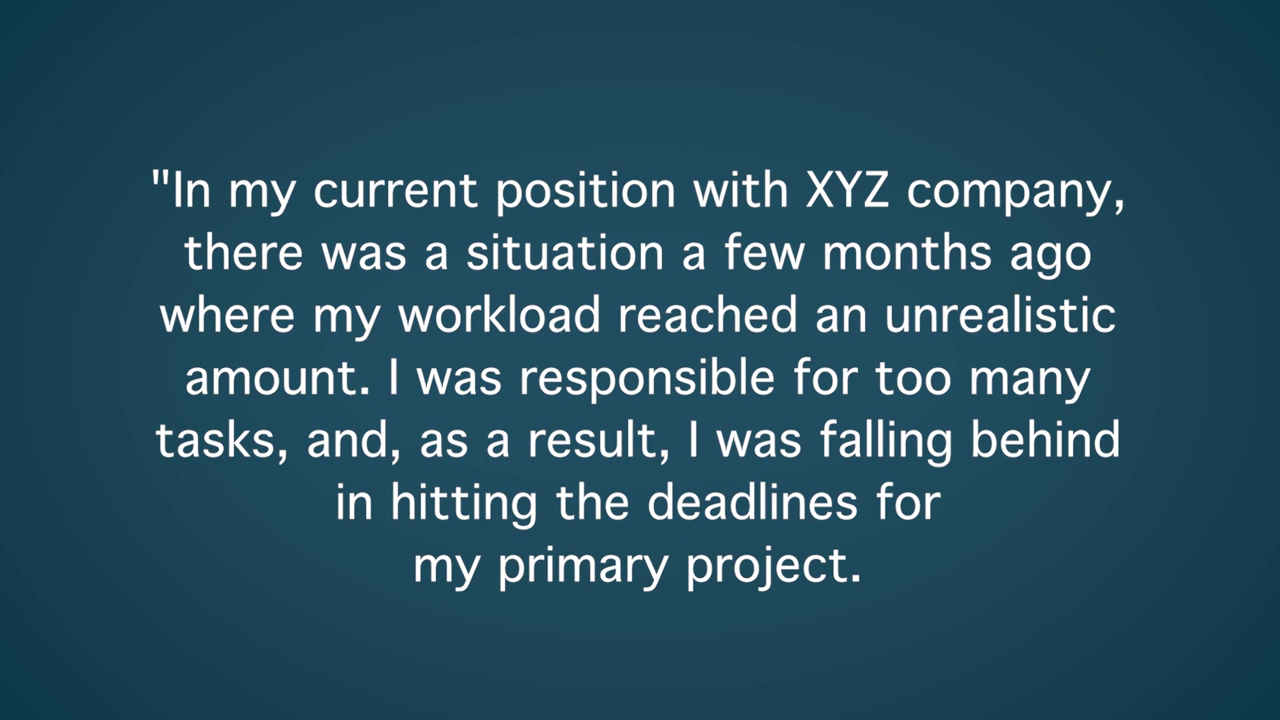 "In my current position with XYZ company,
there was a situation a few months ago
where my workload reached an unrealistic
amount. I was responsible for too many
tasks, and, as a result, I was falling behind
in hitting the deadlines for
my primary project.